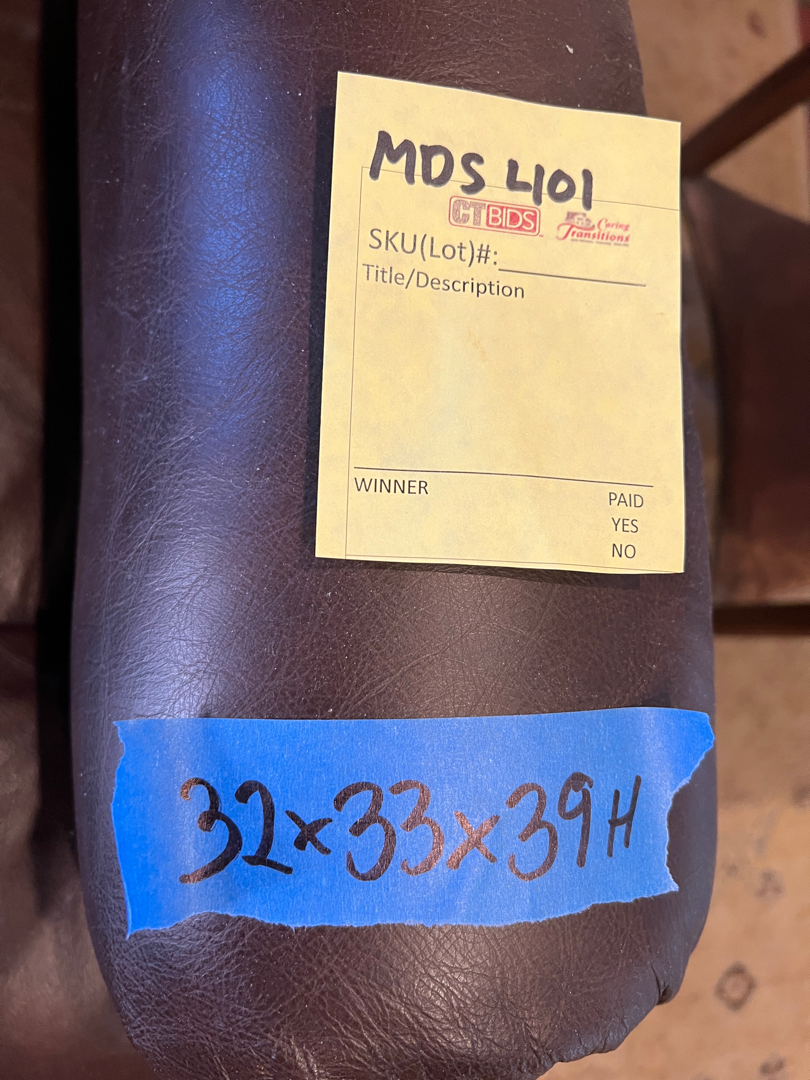 MDS 4101
CTBIDS Caring Transitions
SKU(Lot)#:
Title/Description
WINNER PAID
YES
NO
32x33x39H